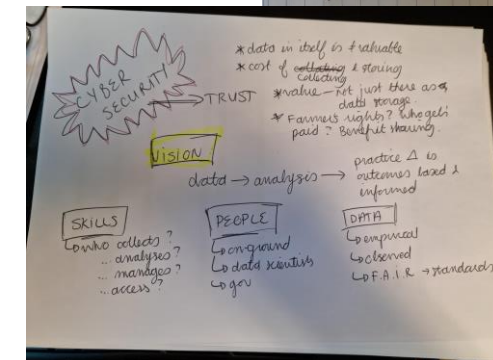 CYBER
SECURITY
→ TRUST
* data in itself is valuable
* cost of collating & storing
collecting
* value – not just there as a
data storage.
* Farmers rights? Who gets
paid? Benefit sharing.
VISION
data → analysis → practice Δ is
outcomes based &
informed
SKILLS
↳ who collects?
... analyses?
... manages?
... access?
PEOPLE
↳ on-ground
↳ data scientists
↳ gov
DATA
↳ empirical
↳ observed
↳ F.A.I.R → standards